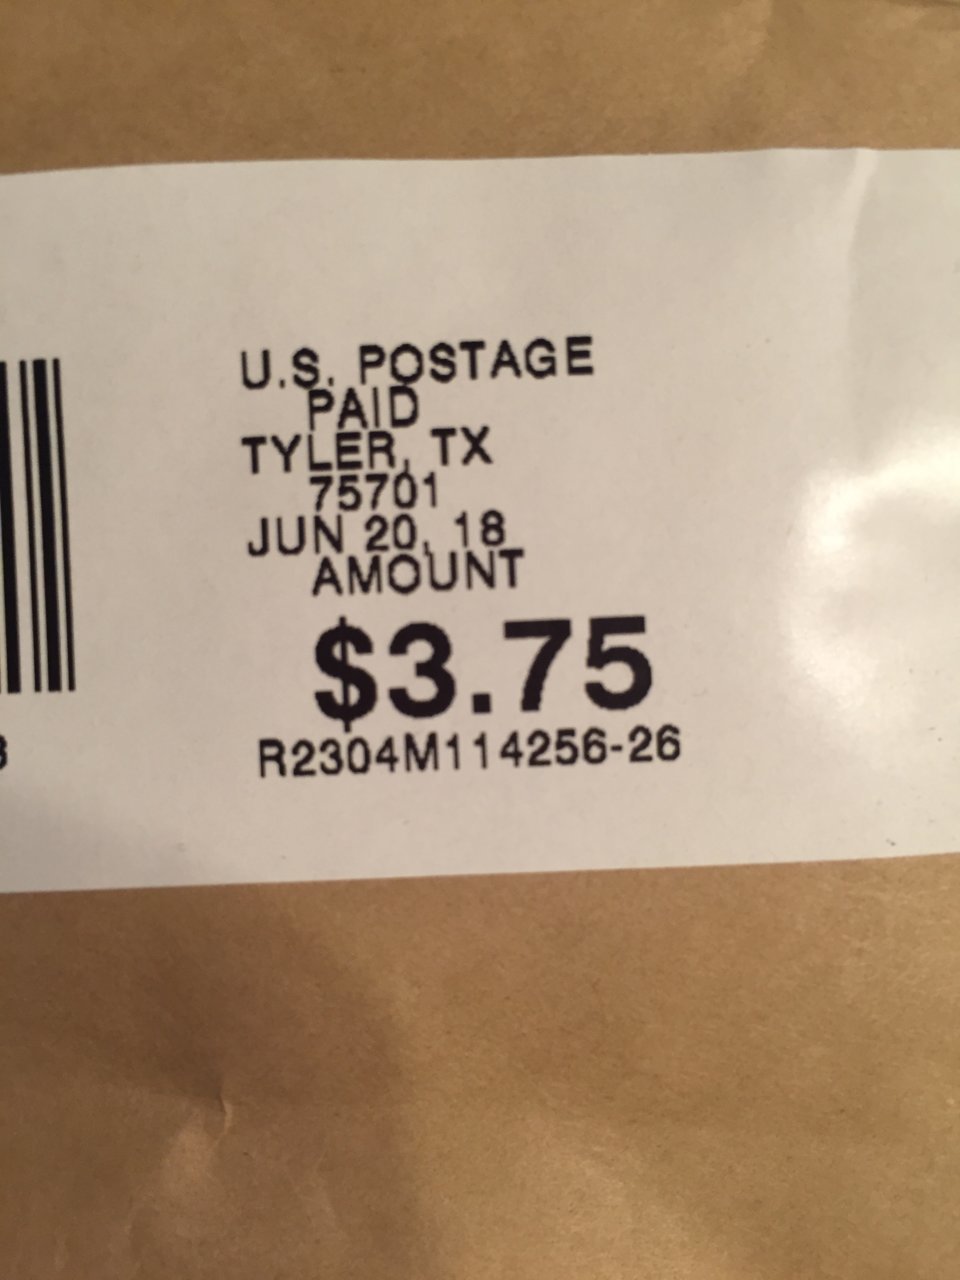 U.S. POSTAGE
PAID
TYLER, TX
75701
JUN 20, 18
AMOUNT
$3.75
R2304M114256-26